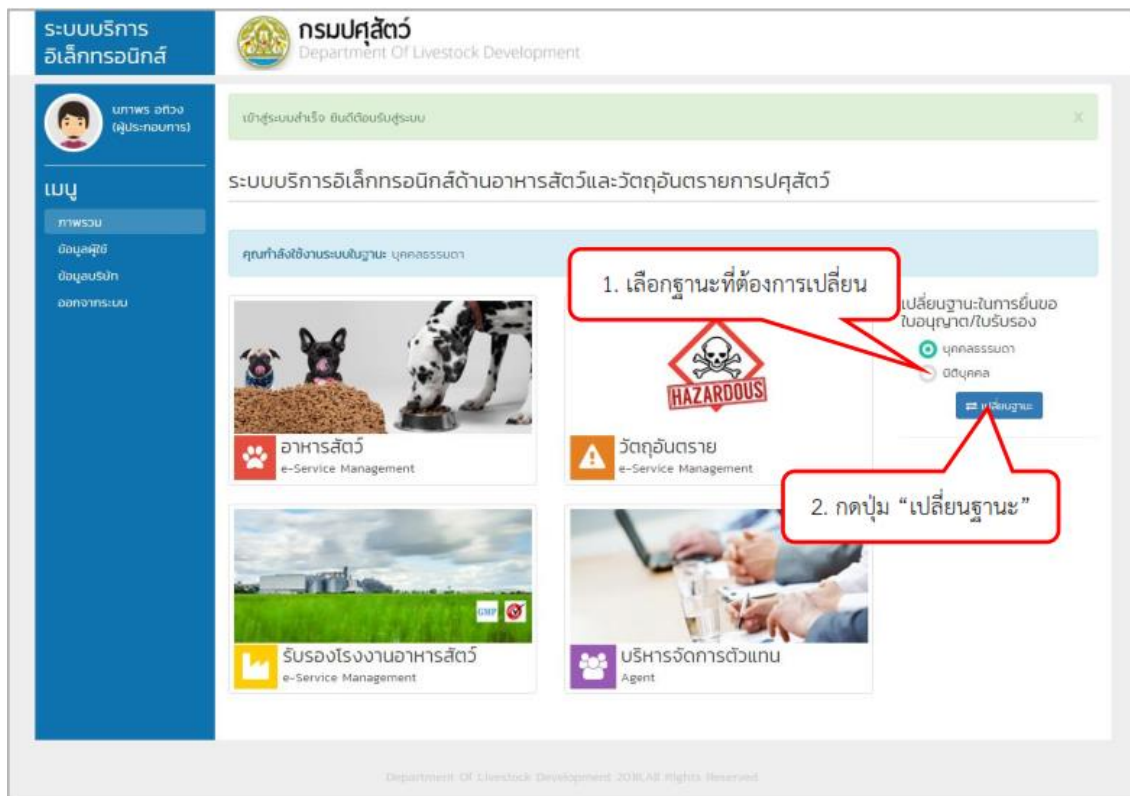 ระบบบริการ
อิเล็กทรอนิกส์
กรมปศุสัตว์
Department Of Livestock Development
นภาพร อทิวง
(ผู้ประกอบการ)
เข้าสู่ระบบสำเร็จ ยินดีต้อนรับสู่ระบบ
X
เมนู
ภาพรวม
ข้อมูลผู้ใช้
ข้อมูลบริษัท
ออกจากระบบ
ระบบบริการอิเล็กทรอนิกส์ด้านอาหารสัตว์และวัตถุอันตรายการปศุสัตว์
คุณกำลังใช้งานระบบในฐานะ บุคคลธรรมดา
1. เลือกฐานะที่ต้องการเปลี่ยน
เปลี่ยนฐานะในการยื่นขอ
ใบอนุญาต/ใบรับรอง
บุคคลธรรมดา
นิติบุคคล
เปลี่ยนฐานะ
HAZARDOUS
อาหารสัตว์
e-Service Management
วัตถุอันตราย
e-Service Management
2. กดปุ่ม “เปลี่ยนฐานะ”
GMP
รับรองโรงงานอาหารสัตว์
e-Service Management
บริหารจัดการตัวแทน
Agent
Department Of Livestock Development 2018,All Rights Reserved